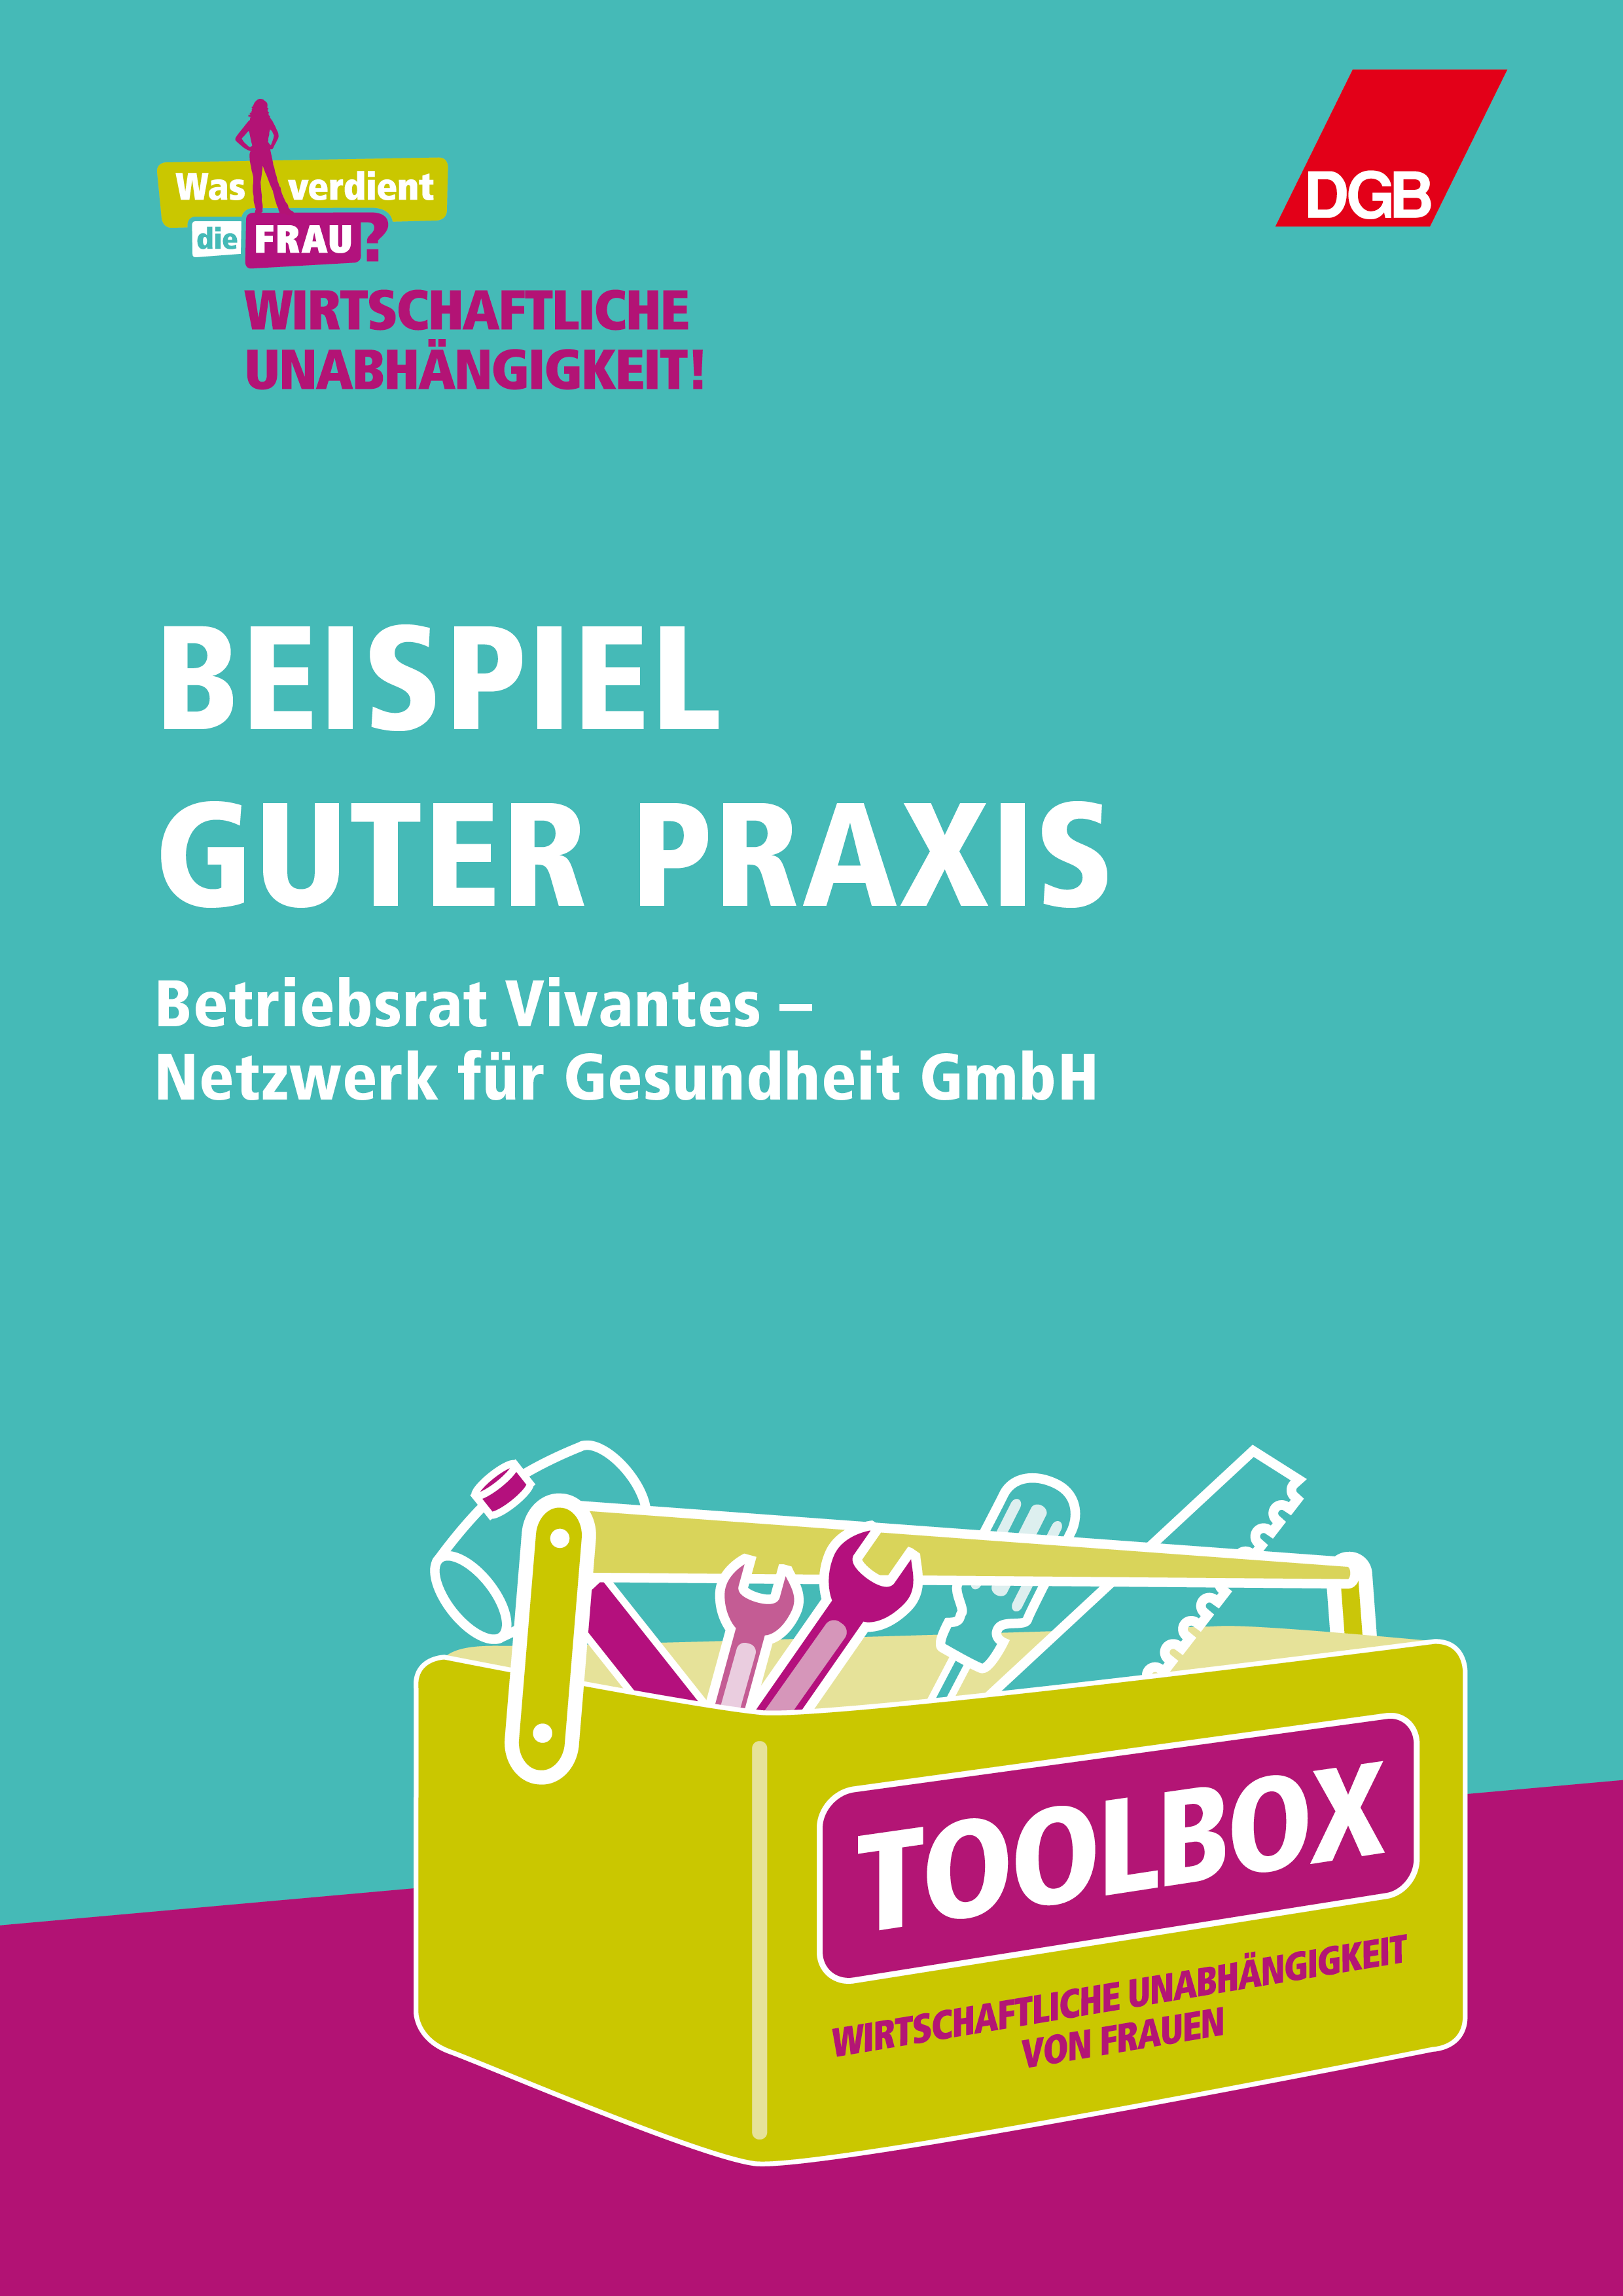 Was verdient
die FRAU?
WIRTSCHAFTLICHE
UNABHÄNGIGKEIT!
DGB
BEISPIEL
GUTER PRAXIS
Betriebsrat Vivantes –
Netzwerk für Gesundheit GmbH
TOOLBOX
WIRTSCHAFTLICHE UNABHÄNGIGKEIT
VON FRAUEN